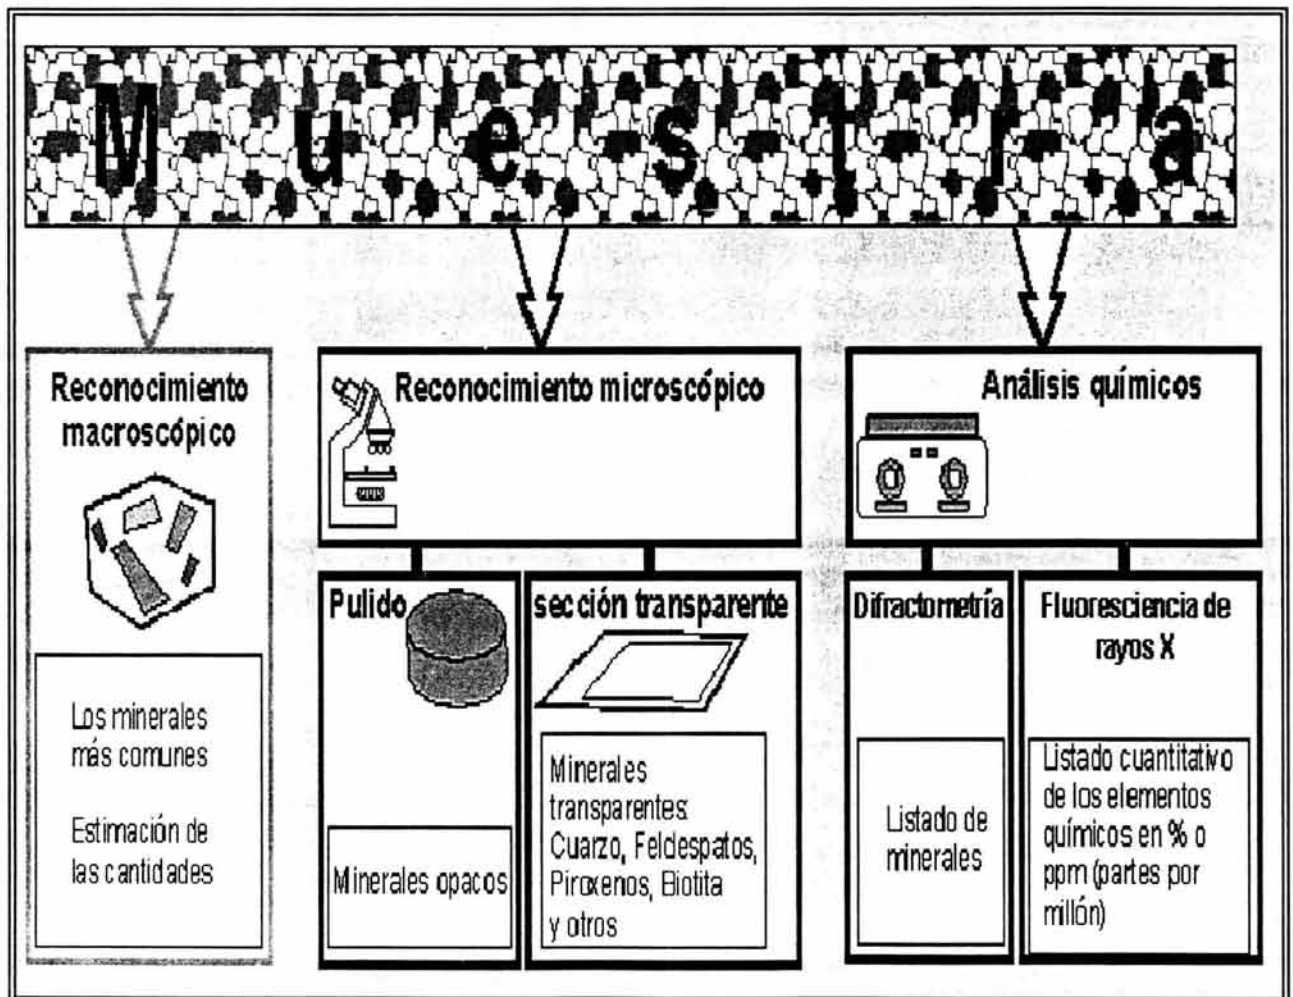 Muestra
Reconocimiento
macroscópico
Los minerales
más comunes
Estimación de
las cantidades
Reconocimiento microscópico
Pulido
Minerales opacos
sección transparente
Minerales
transparentes:
Cuarzo, Feldespatos,
Piroxenos, Biotita
y otros
Análisis químicos
Difractometría
Listado de
minerales
Fluoresciencia de
rayos X
Listado cuantitativo
de los elementos
químicos en % o
ppm (partes por
millón)